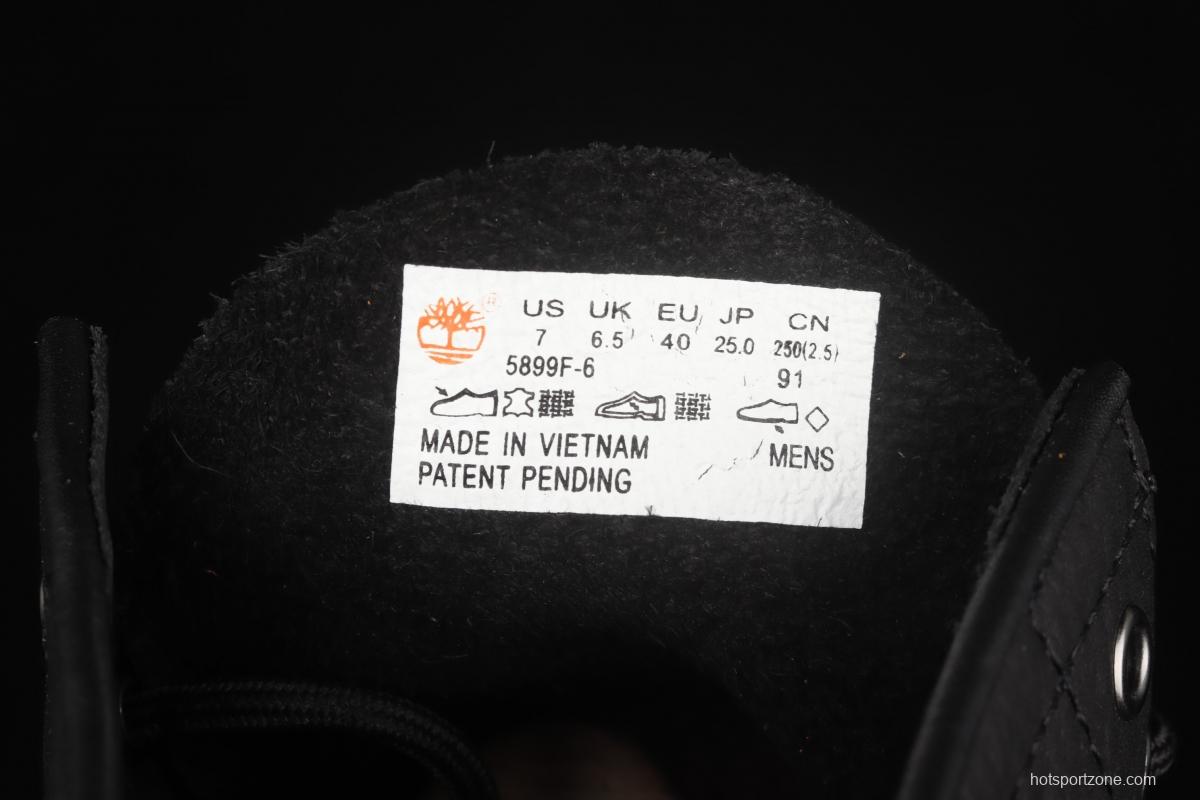 ® US UK EU JP CN
7 6.5 40 25.0 250(2.5)
5899F-6 91
MADE IN VIETNAM MENS
PATENT PENDING
hotsportzone.com